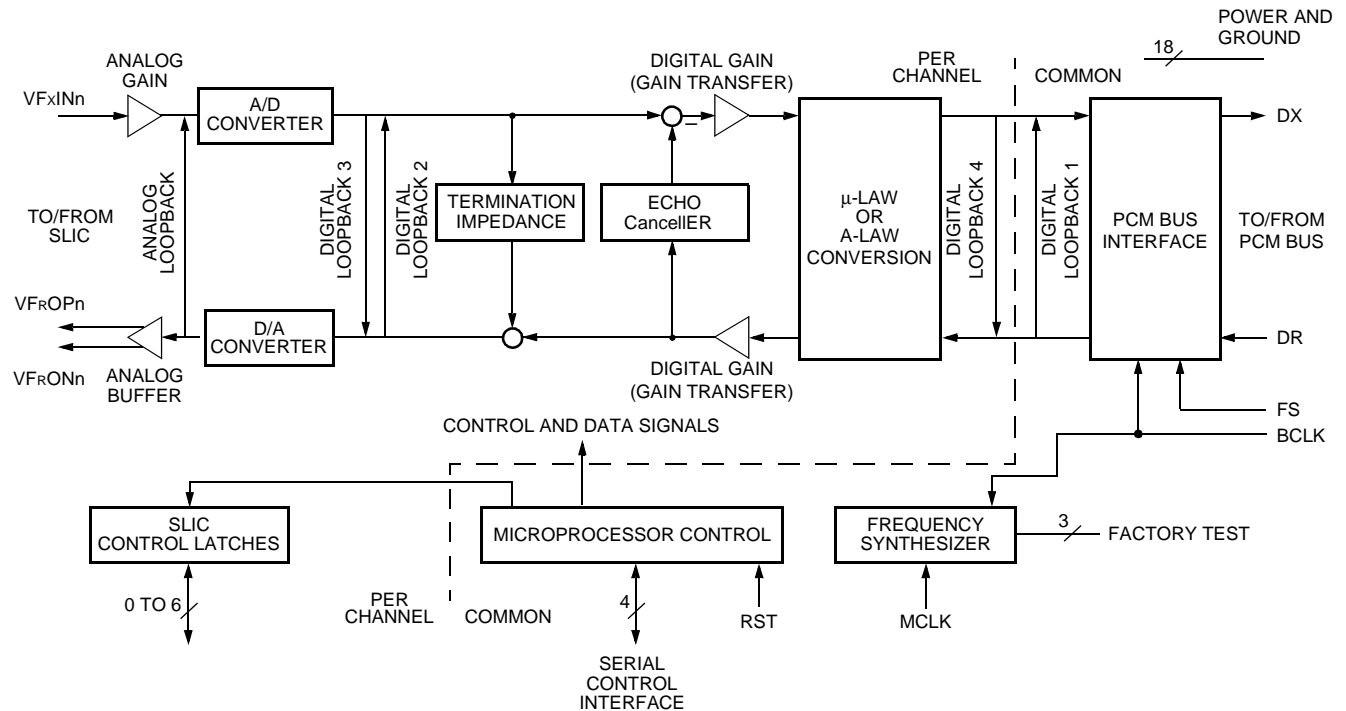 POWER AND
GROUND
18
ANALOG
GAIN
DIGITAL GAIN
(GAIN TRANSFER)
PER
CHANNEL
COMMON
VFXINn
A/D
CONVERTER
DX
ANALOG
LOOPBACK
DIGITAL
LOOPBACK 3
DIGITAL
LOOPBACK 2
TERMINATION
IMPEDANCE
ECHO
CancellER
μ-LAW
OR
A-LAW
CONVERSION
DIGITAL
LOOPBACK 4
DIGITAL
LOOPBACK 1
PCM BUS
INTERFACE
TO/FROM
SLIC
TO/FROM
PCM BUS
VFROPn
VFRONn
D/A
CONVERTER
DR
ANALOG
BUFFER
DIGITAL GAIN
(GAIN TRANSFER)
FS
BCLK
CONTROL AND DATA SIGNALS
SLIC
CONTROL LATCHES
MICROPROCESSOR CONTROL
FREQUENCY
SYNTHESIZER
3
FACTORY TEST
0 TO 6
PER
CHANNEL
COMMON
4
RST
MCLK
SERIAL
CONTROL
INTERFACE